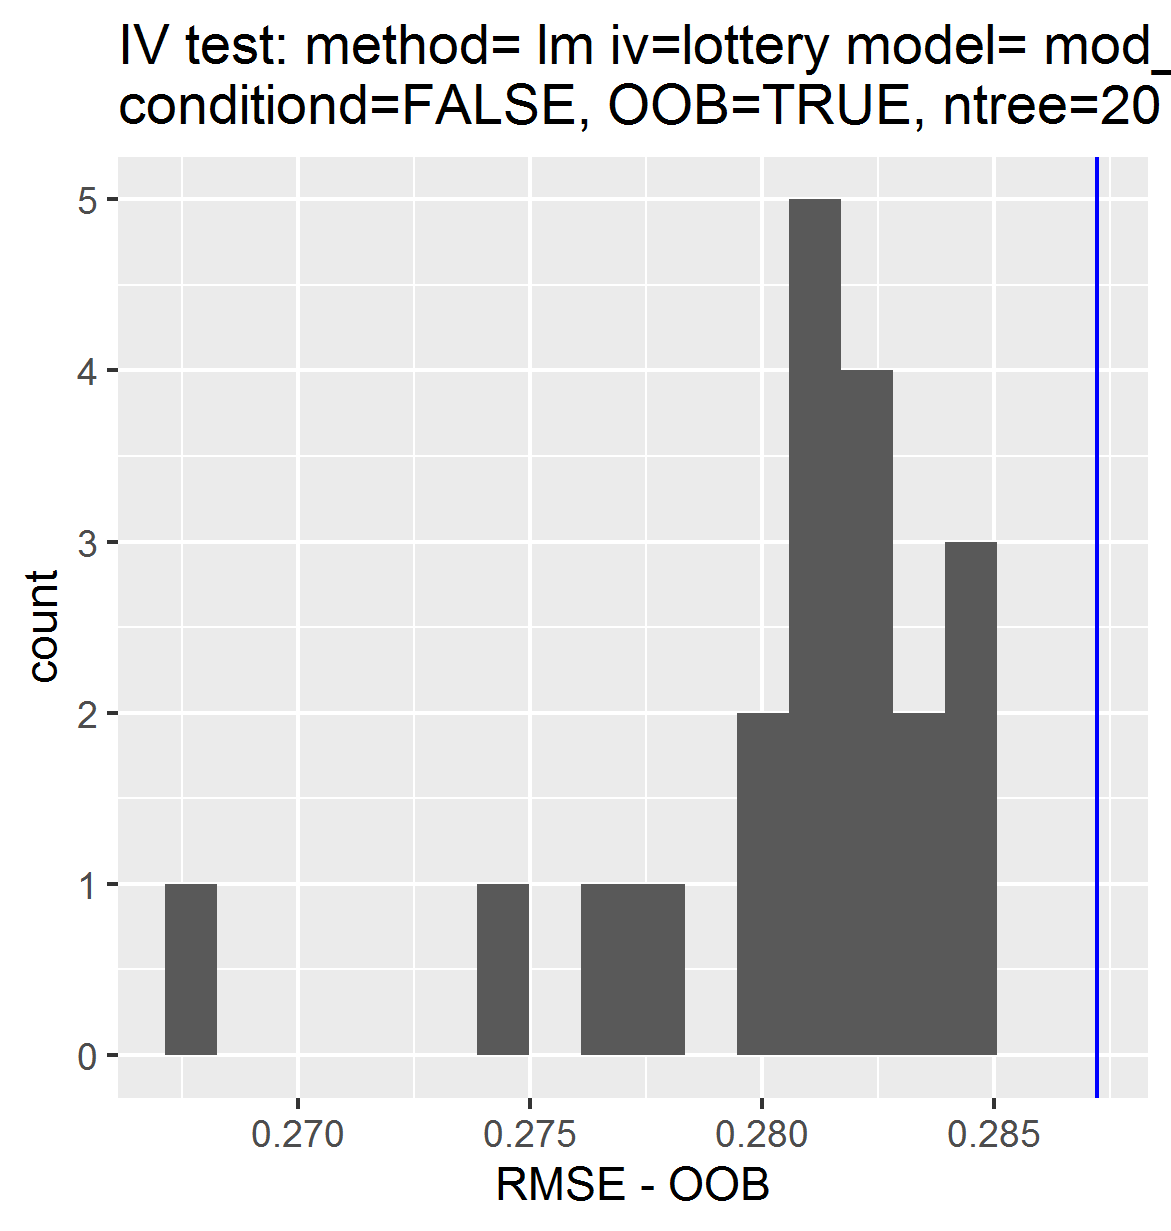 IV test: method= lm iv=lottery model= mod_
conditiond=FALSE, OOB=TRUE, ntree=20
5
4
3
2
1
0
count
0.270 0.275 0.280 0.285
RMSE - OOB